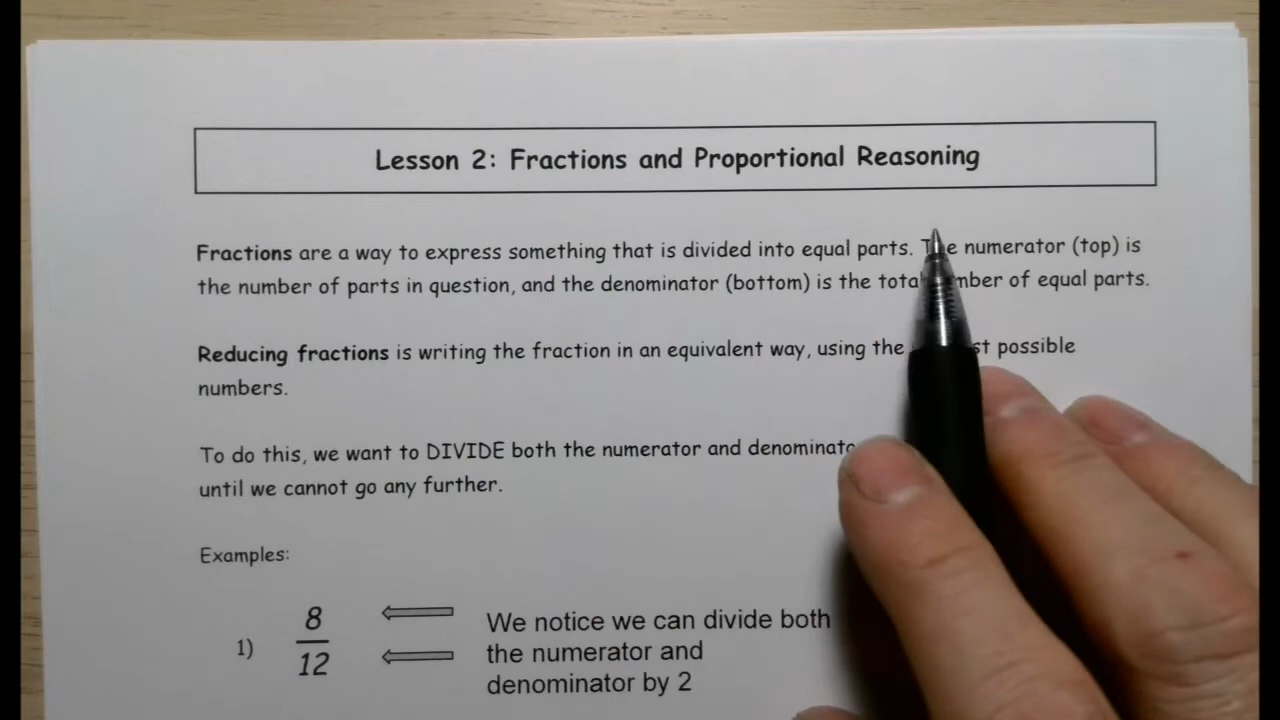 Lesson 2: Fractions and Proportional Reasoning
Fractions are a way to express something that is divided into equal parts. The numerator (top) is
the number of parts in question, and the denominator (bottom) is the total number of equal parts.
Reducing fractions is writing the fraction in an equivalent way, using the possible
numbers.
To do this, we want to DIVIDE both the numerator and
until we cannot go any further.
Examples:
1) 8/12
We notice we can divide both
the numerator and
denominator by 2